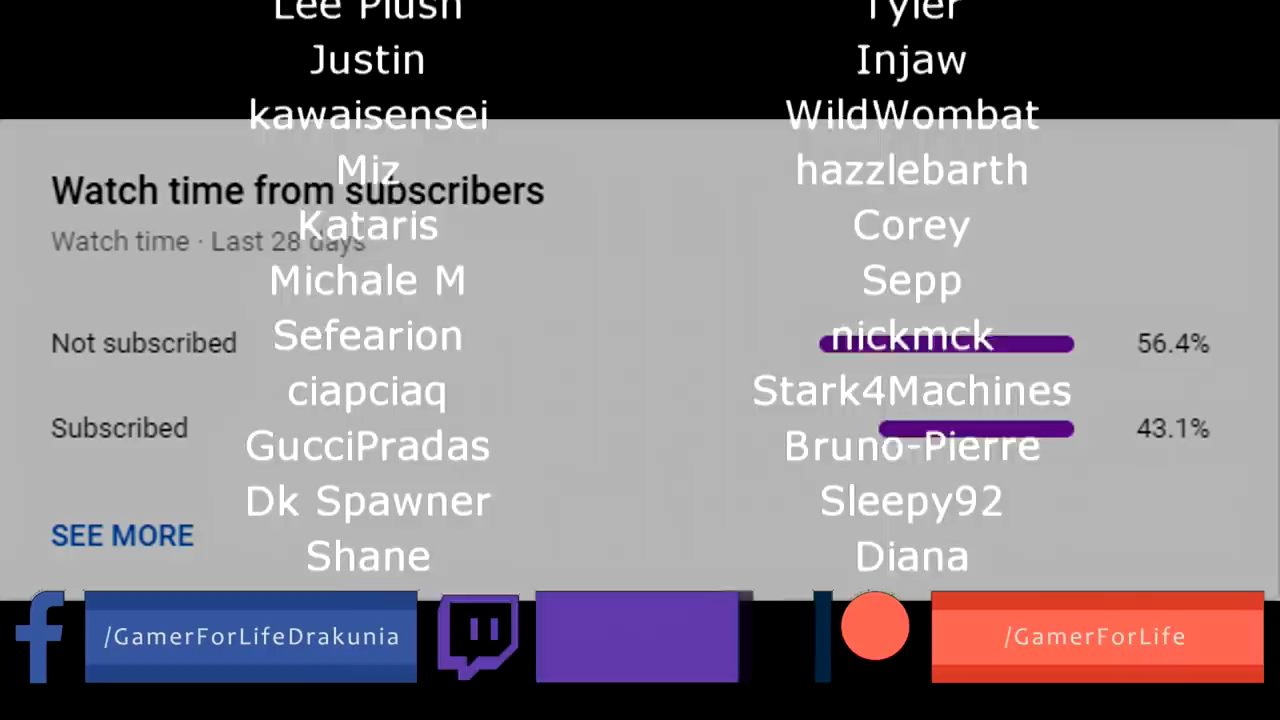 Lee Plush
Tyler
Justin
Injaw
kawaisensei
WildWombat
Miz
hazzlebarth
Watch time from subscribers
Kataris
Corey
Watch time · Last 28 days
Michale M
Sepp
Sefearion
nickmck
Not subscribed
56.4%
ciapciaq
Stark4Machines
Subscribed
43.1%
GucciPradas
Bruno-Pierre
Dk Spawner
Sleepy92
SEE MORE
Shane
Diana
/GamerForLifeDrakunia
/GamerForLife